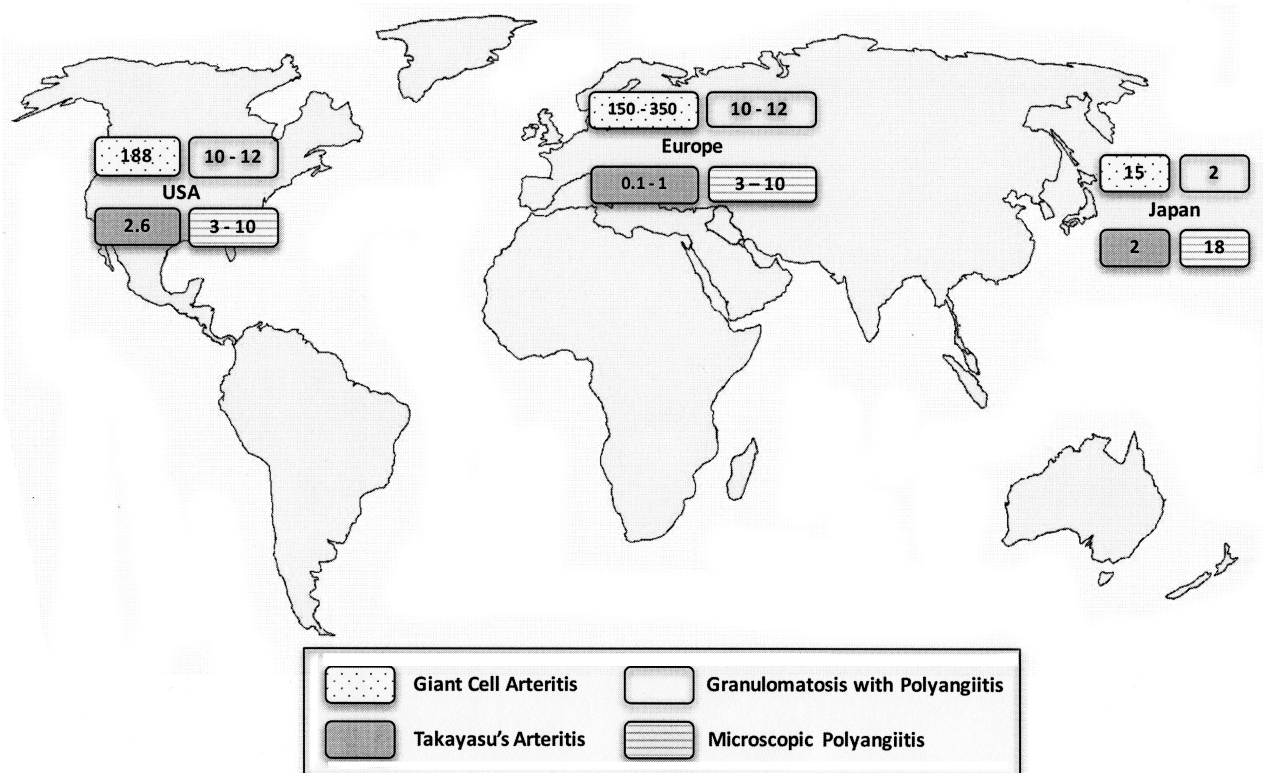 188 10 - 12
USA
2.6 3 - 10
150 - 350 10 - 12
Europe
0.1 - 1 3 – 10
15 2
Japan
2 18
Giant Cell Arteritis Granulomatosis with Polyangiitis
Takayasu's Arteritis Microscopic Polyangiitis